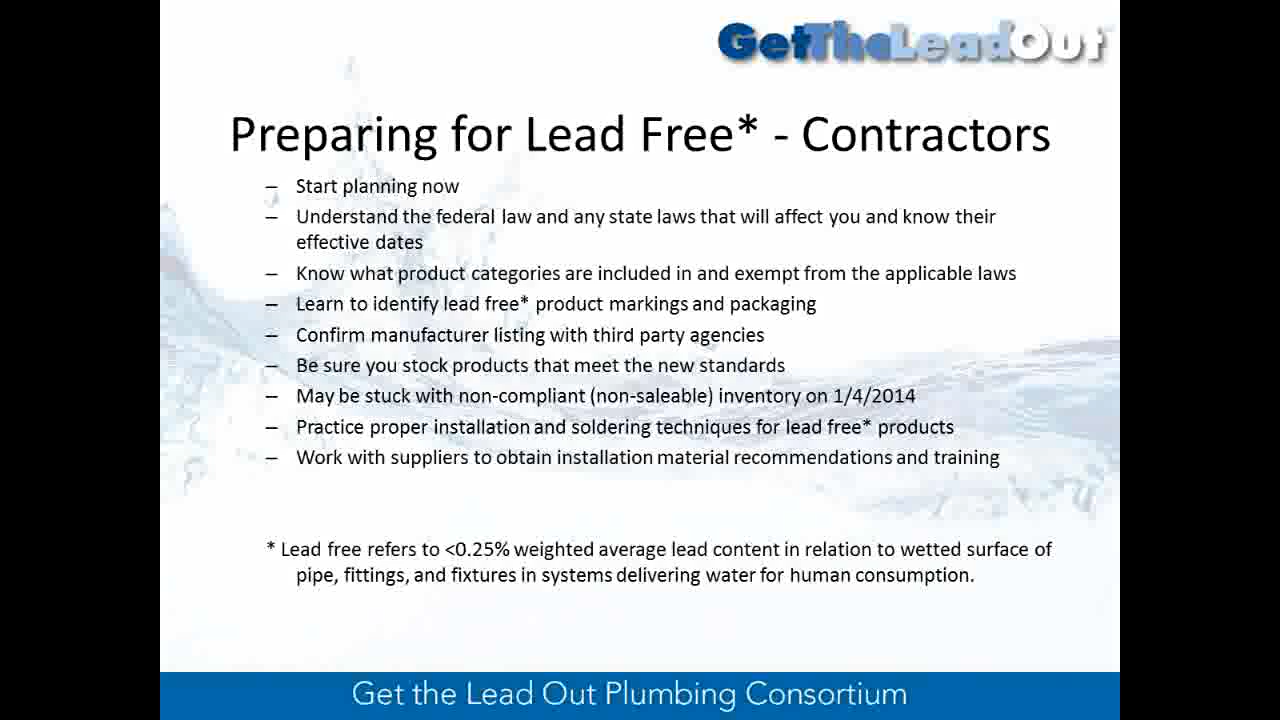 GetTheLeadOut
Preparing for Lead Free* - Contractors
– Start planning now
– Understand the federal law and any state laws that will affect you and know their
effective dates
– Know what product categories are included in and exempt from the applicable laws
– Learn to identify lead free* product markings and packaging
– Confirm manufacturer listing with third party agencies
– Be sure you stock products that meet the new standards
– May be stuck with non-compliant (non-saleable) inventory on 1/4/2014
– Practice proper installation and soldering techniques for lead free* products
– Work with suppliers to obtain installation material recommendations and training
* Lead free refers to <0.25% weighted average lead content in relation to wetted surface of
pipe, fittings, and fixtures in systems delivering water for human consumption.
Get the Lead Out Plumbing Consortium